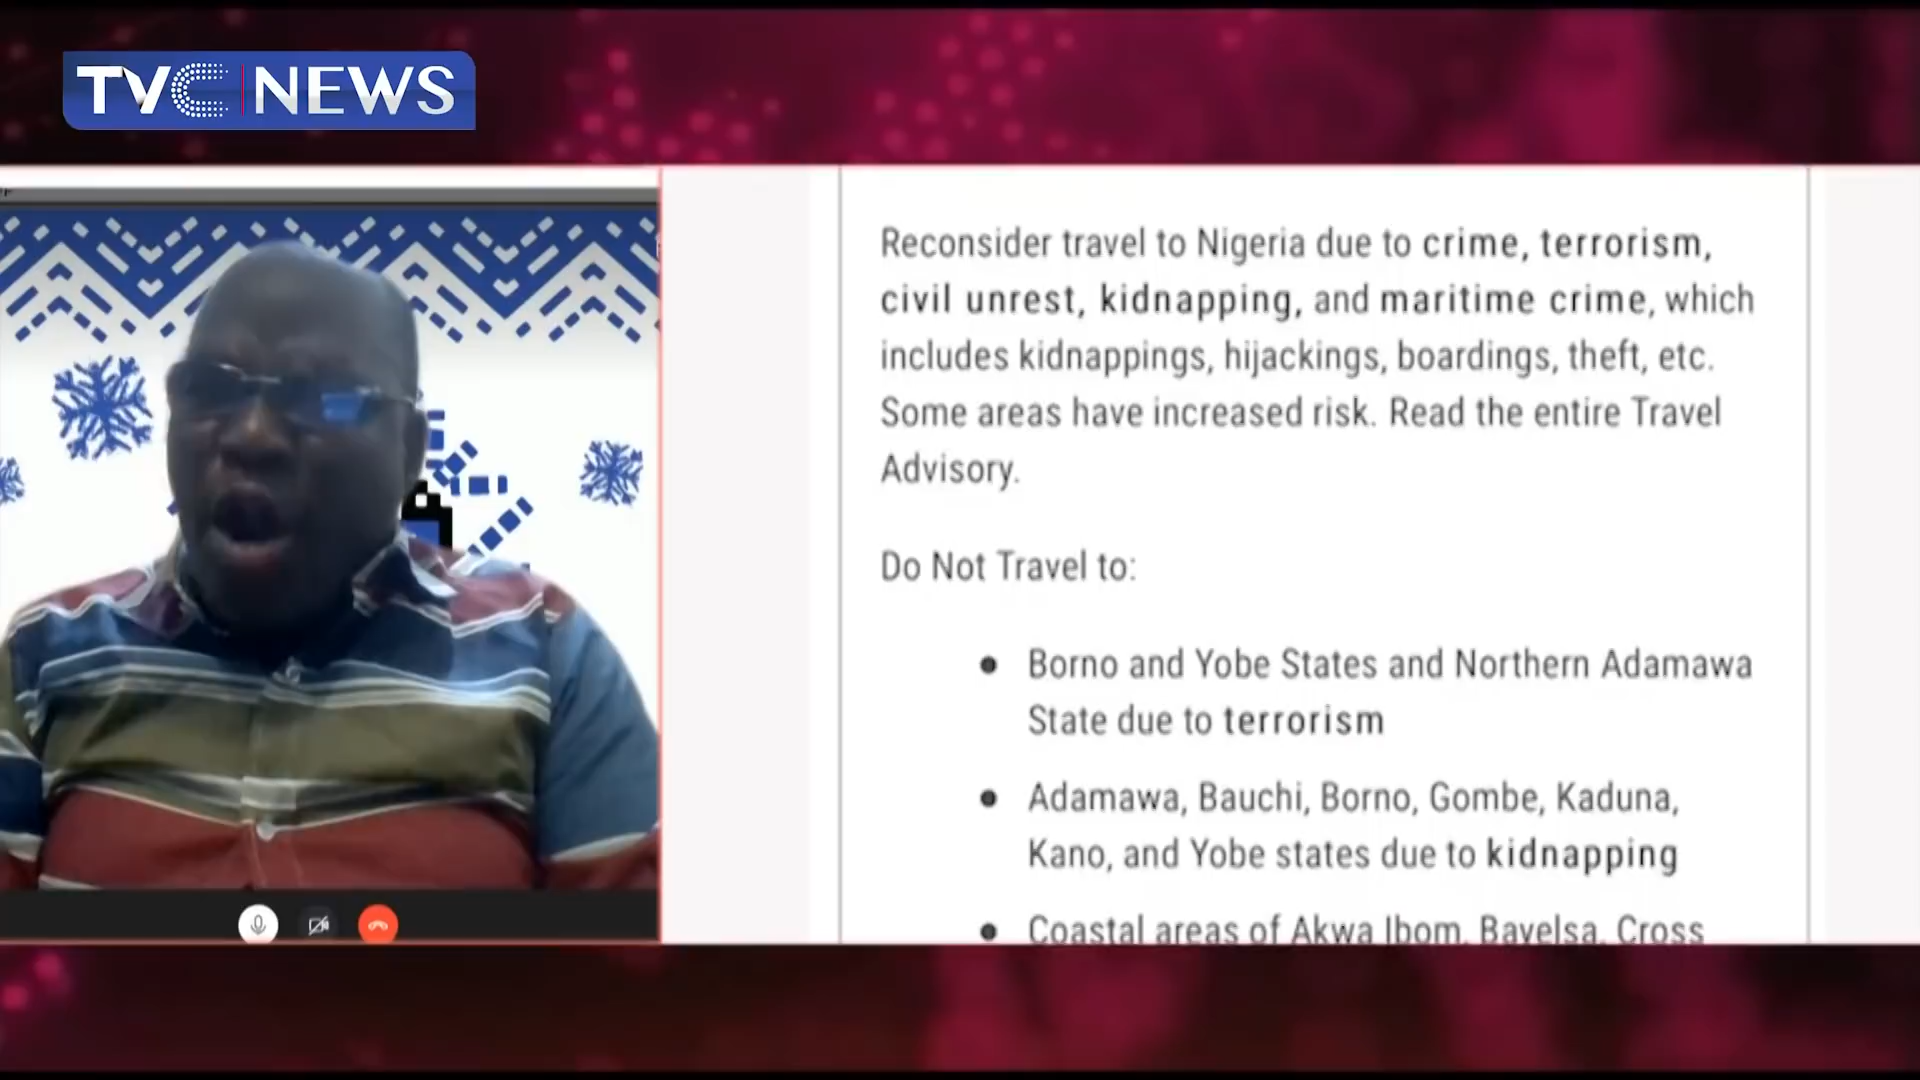 TVC NEWS
Reconsider travel to Nigeria due to crime, terrorism,
civil unrest, kidnapping, and maritime crime, which
includes kidnappings, hijackings, boardings, theft, etc.
Some areas have increased risk. Read the entire Travel
Advisory.
Do Not Travel to:
● Borno and Yobe States and Northern Adamawa
State due to terrorism
● Adamawa, Bauchi, Borno, Gombe, Kaduna,
Kano, and Yobe states due to kidnapping
● Coastal areas of Akwa Ibom, Bayelsa, Cross